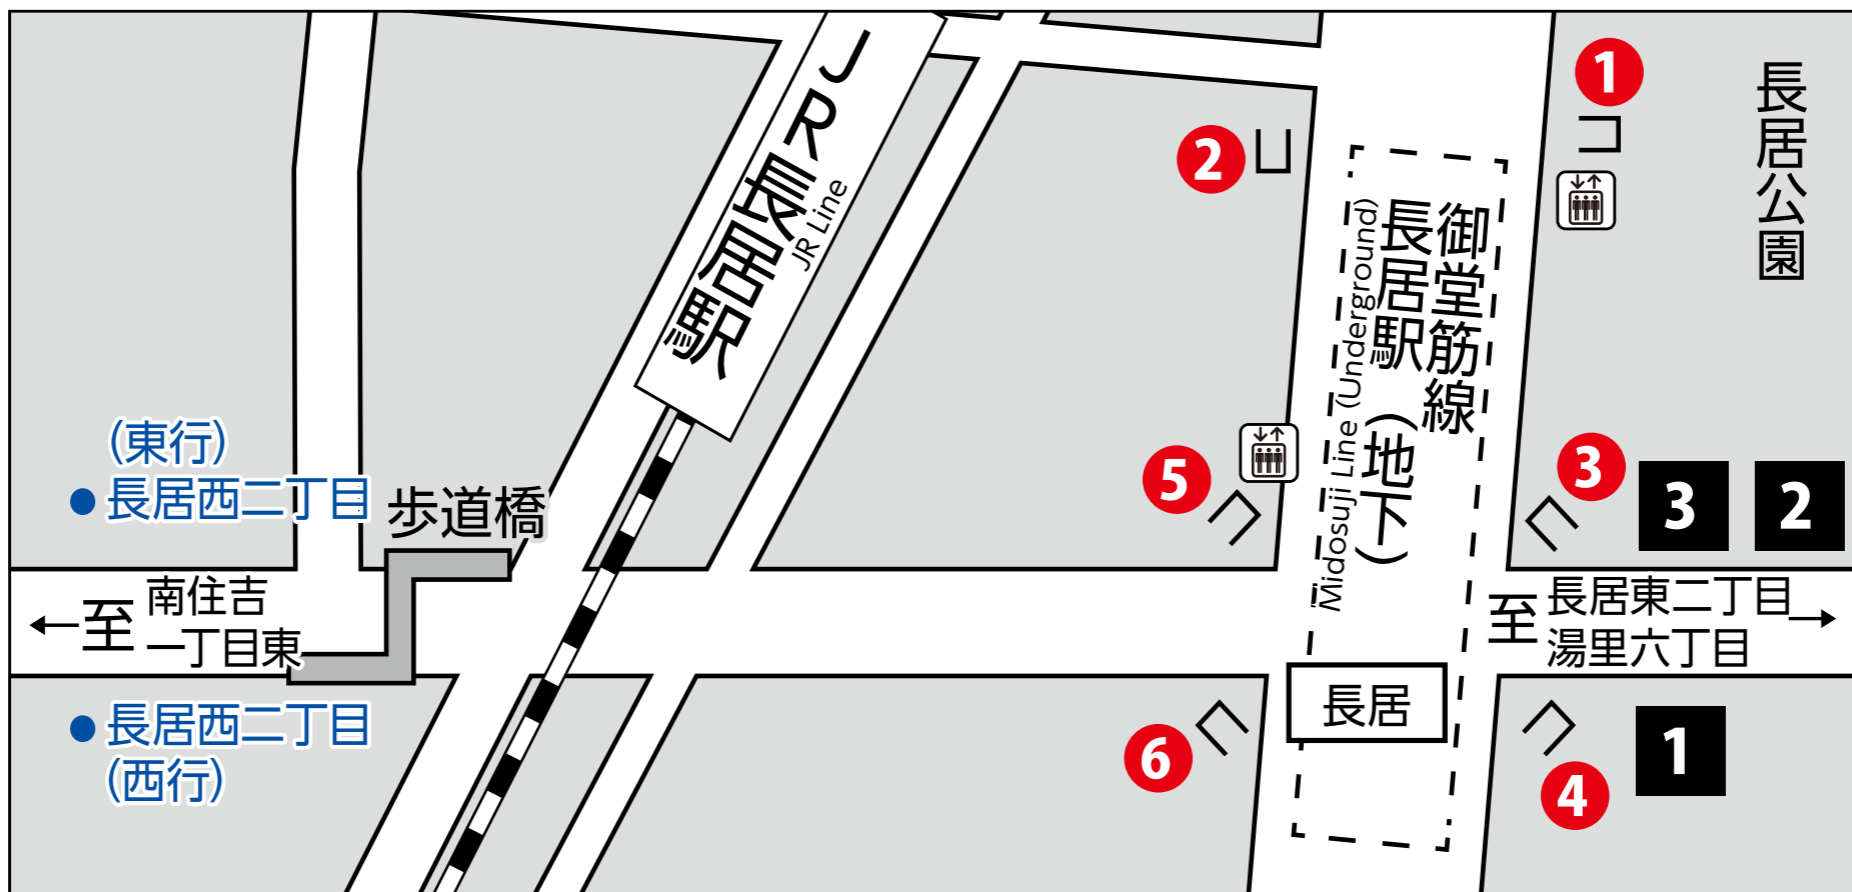 JR長居駅
JR Line
1
長居公園
2
御堂筋線
長居駅（地下）
Midosuji Line (Underground)
（東行）
長居西二丁目
歩道橋
5
3
3
2
←至 南住吉
一丁目東
至 長居東二丁目→
湯里六丁目
長居西二丁目
（西行）
長居
6
4
1